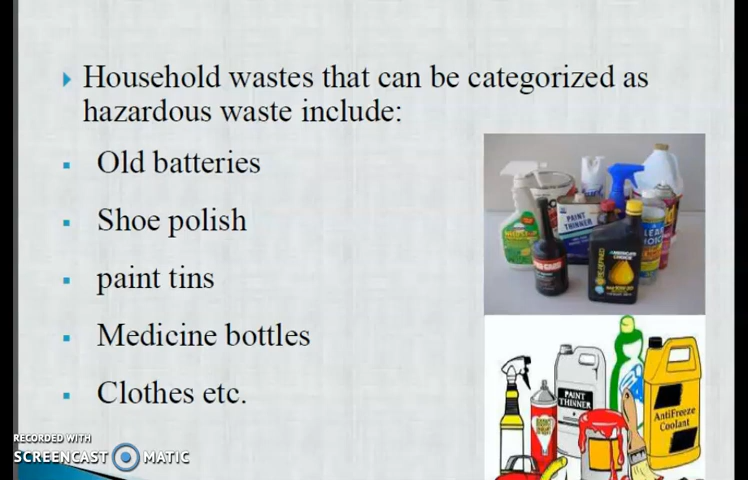 Household wastes that can be categorized as
hazardous waste include:
Old batteries
Shoe polish
paint tins
Medicine bottles
Clothes etc.
PAINT
THINNER
PAINT
THINNER
AntiFreeze
Coolant
RECORDED WITH
SCREENCAST MATIC